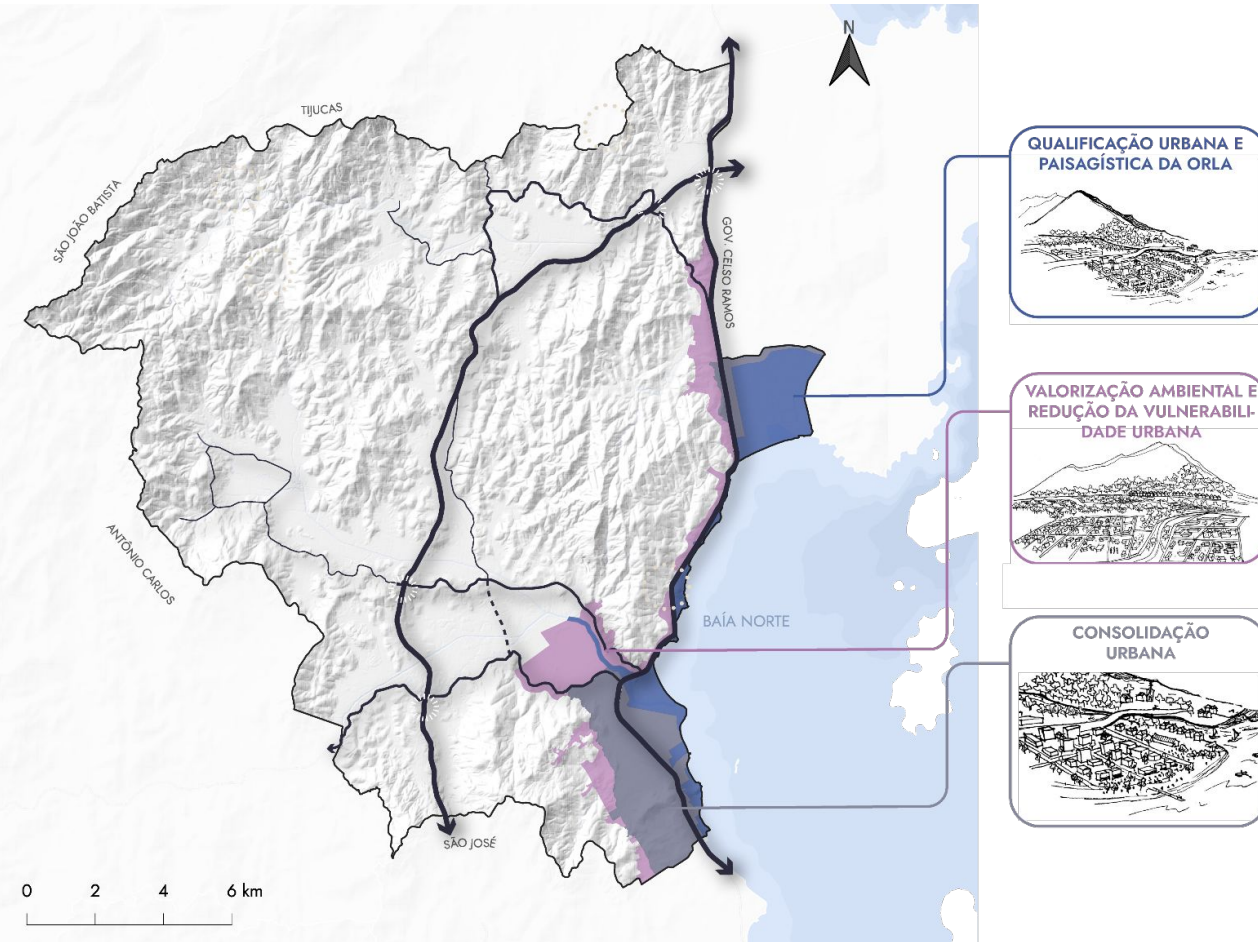 N
TIJUCAS
SÃO JOÃO BATISTA
GOV. CELSO RAMOS
ANTÔNIO CARLOS
BAÍA NORTE
SÃO JOSÉ
0 2 4 6 km
QUALIFICAÇÃO URBANA E
PAISAGÍSTICA DA ORLA
VALORIZAÇÃO AMBIENTAL E
REDUÇÃO DA VULNERABILI-
DADE URBANA
CONSOLIDAÇÃO
URBANA